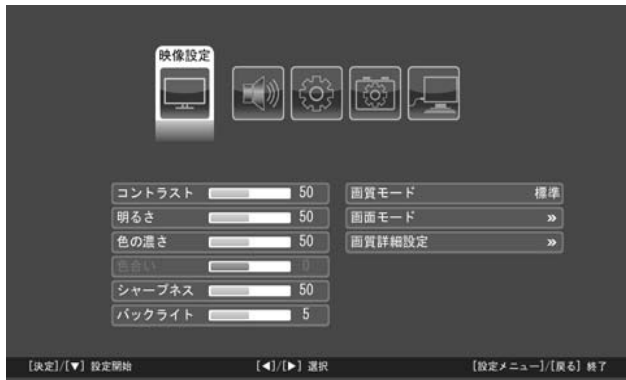 映像設定
コントラスト 50
明るさ 50
色の濃さ 50
色合い 0
シャープネス 50
バックライト 5
画質モード 標準
画面モード »
画質詳細設定 »
[決定]/[▼] 設定開始 [◀]/[▶] 選択 [設定メニュー]/[戻る] 終了